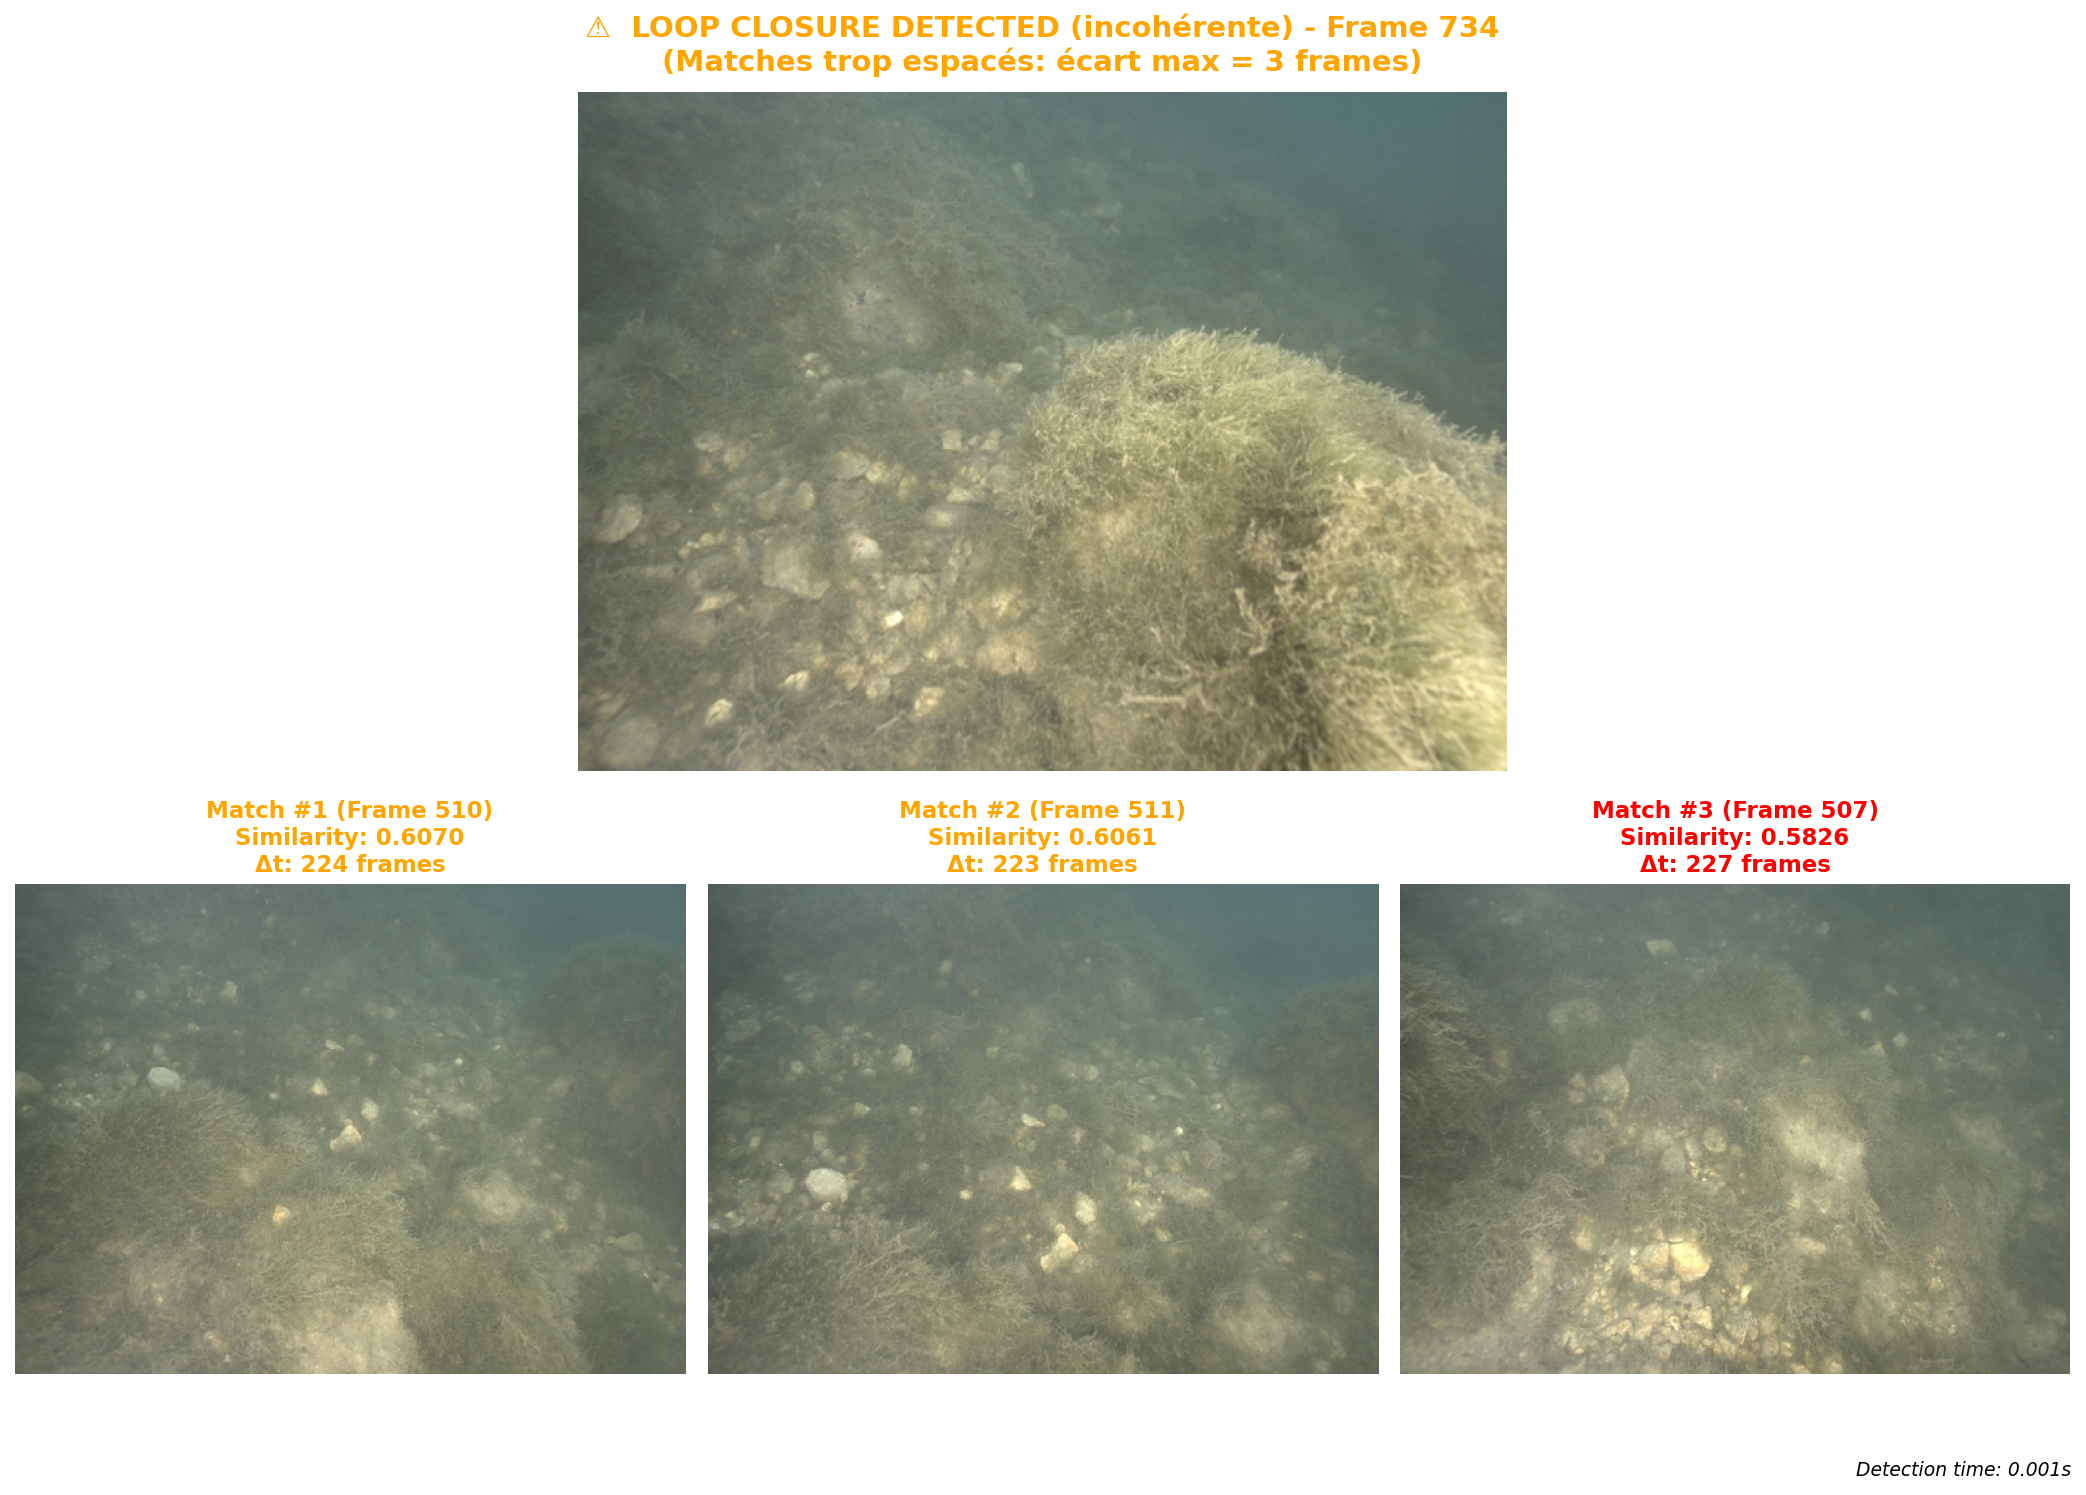 ⚠ LOOP CLOSURE DETECTED (incohérente) - Frame 734
(Matches trop espacés: écart max = 3 frames)
Match #1 (Frame 510)
Similarity: 0.6070
Δt: 224 frames
Match #2 (Frame 511)
Similarity: 0.6061
Δt: 223 frames
Match #3 (Frame 507)
Similarity: 0.5826
Δt: 227 frames
Detection time: 0.001s